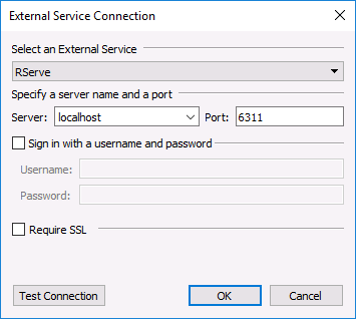 External Service Connection
Select an External Service
RServe
Specify a server name and a port
Server: localhost Port: 6311
Sign in with a username and password
Username:
Password:
Require SSL
Test Connection OK Cancel